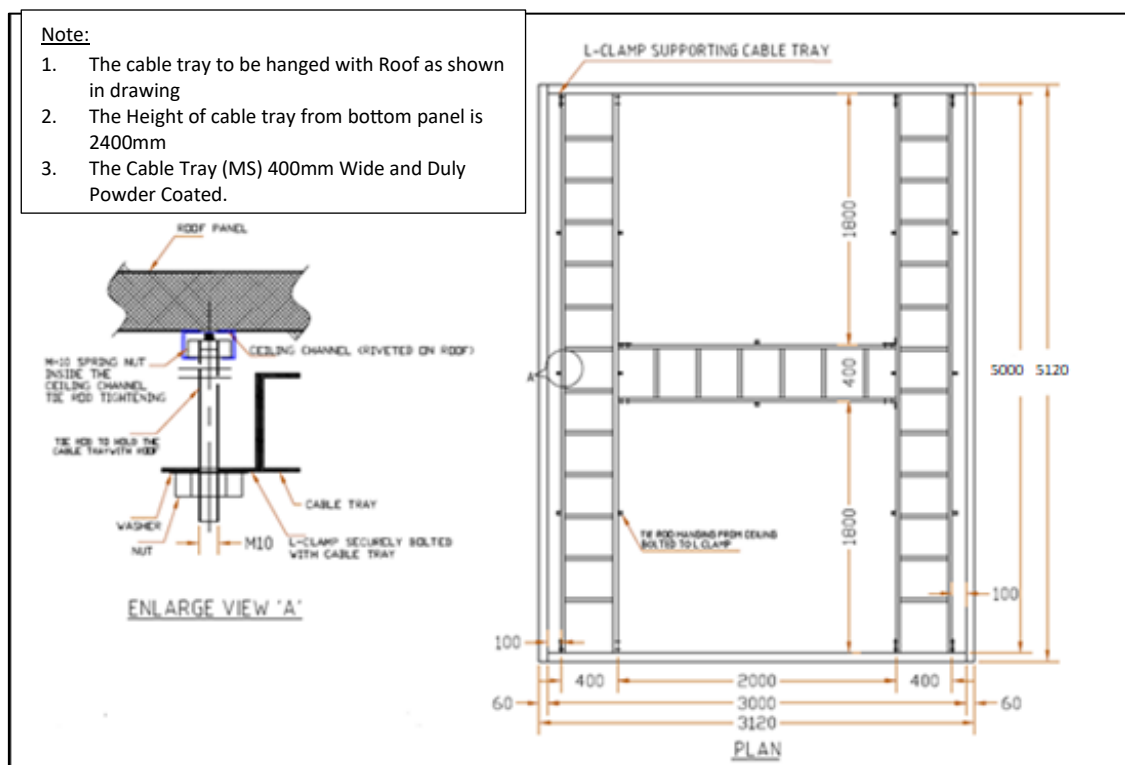 Note:
1. The cable tray to be hanged with Roof as shown
in drawing
2. The Height of cable tray from bottom panel is
2400mm
3. The Cable Tray (MS) 400mm Wide and Duly
Powder Coated.
L-CLAMP SUPPORTING CABLE TRAY
ROOF PANEL
CEILING CHANNEL (RIVETED ON ROOF)
M-10 SPRING NUT
INSIDE THE
CEILING CHANNEL
TIE ROD TIGHTENING
TIE ROD TO HOLD THE
CABLE TRAY WITH ROOF
CABLE TRAY
WASHER
NUT
M10
L-CLAMP SECURELY BOLTED
WITH CABLE TRAY
ENLARGE VIEW 'A'
A
1800
400
5000
5120
TIE ROD HANGING FROM CEILING
BOLTED TO L CLAMP
1800
100
100
400
2000
400
60
3000
60
3120
PLAN